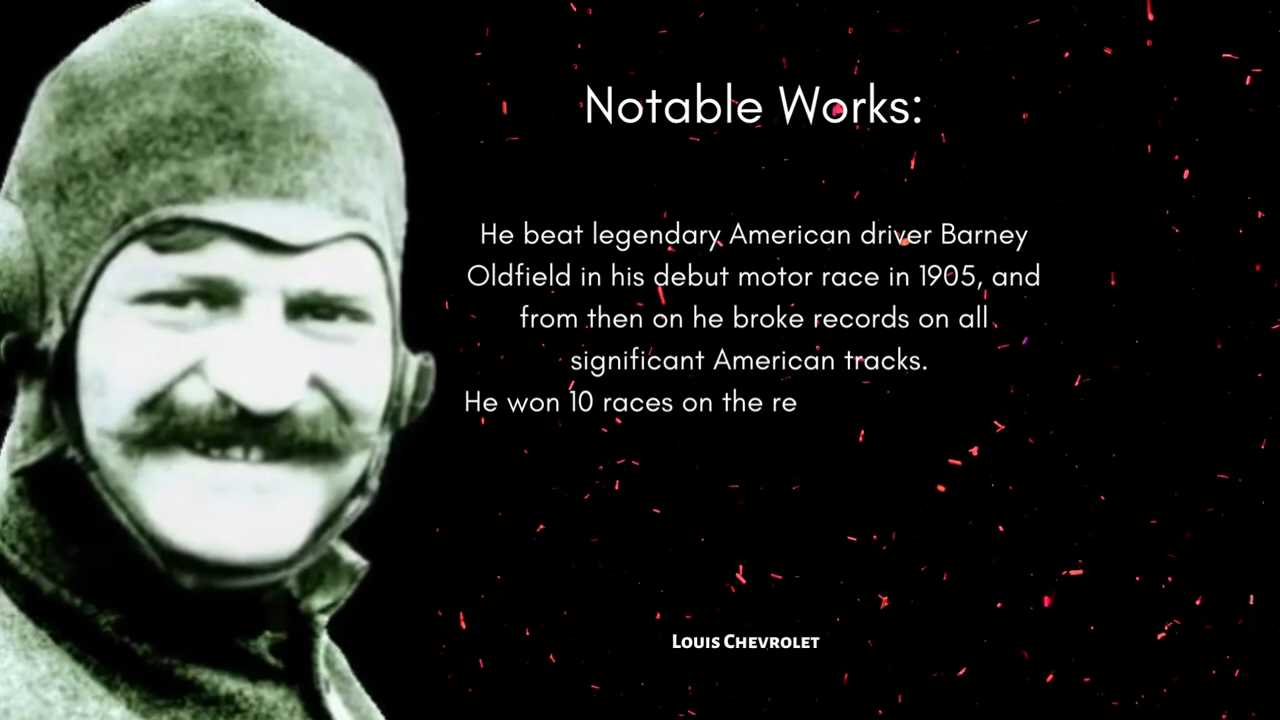 Notable Works:
He beat legendary American driver Barney
Oldfield in his debut motor race in 1905, and
from then on he broke records on all
significant American tracks.
He won 10 races on the re
Louis Chevrolet